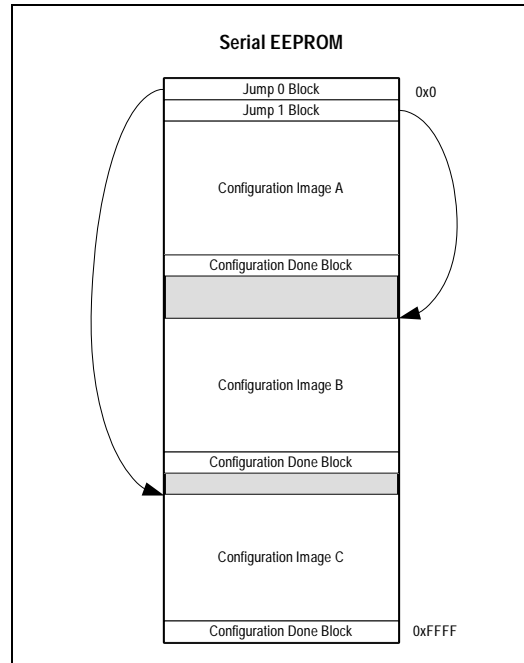 Serial EEPROM
Jump 0 Block
0x0
Jump 1 Block
Configuration Image A
Configuration Done Block
Configuration Image B
Configuration Done Block
Configuration Image C
Configuration Done Block
0xFFFF